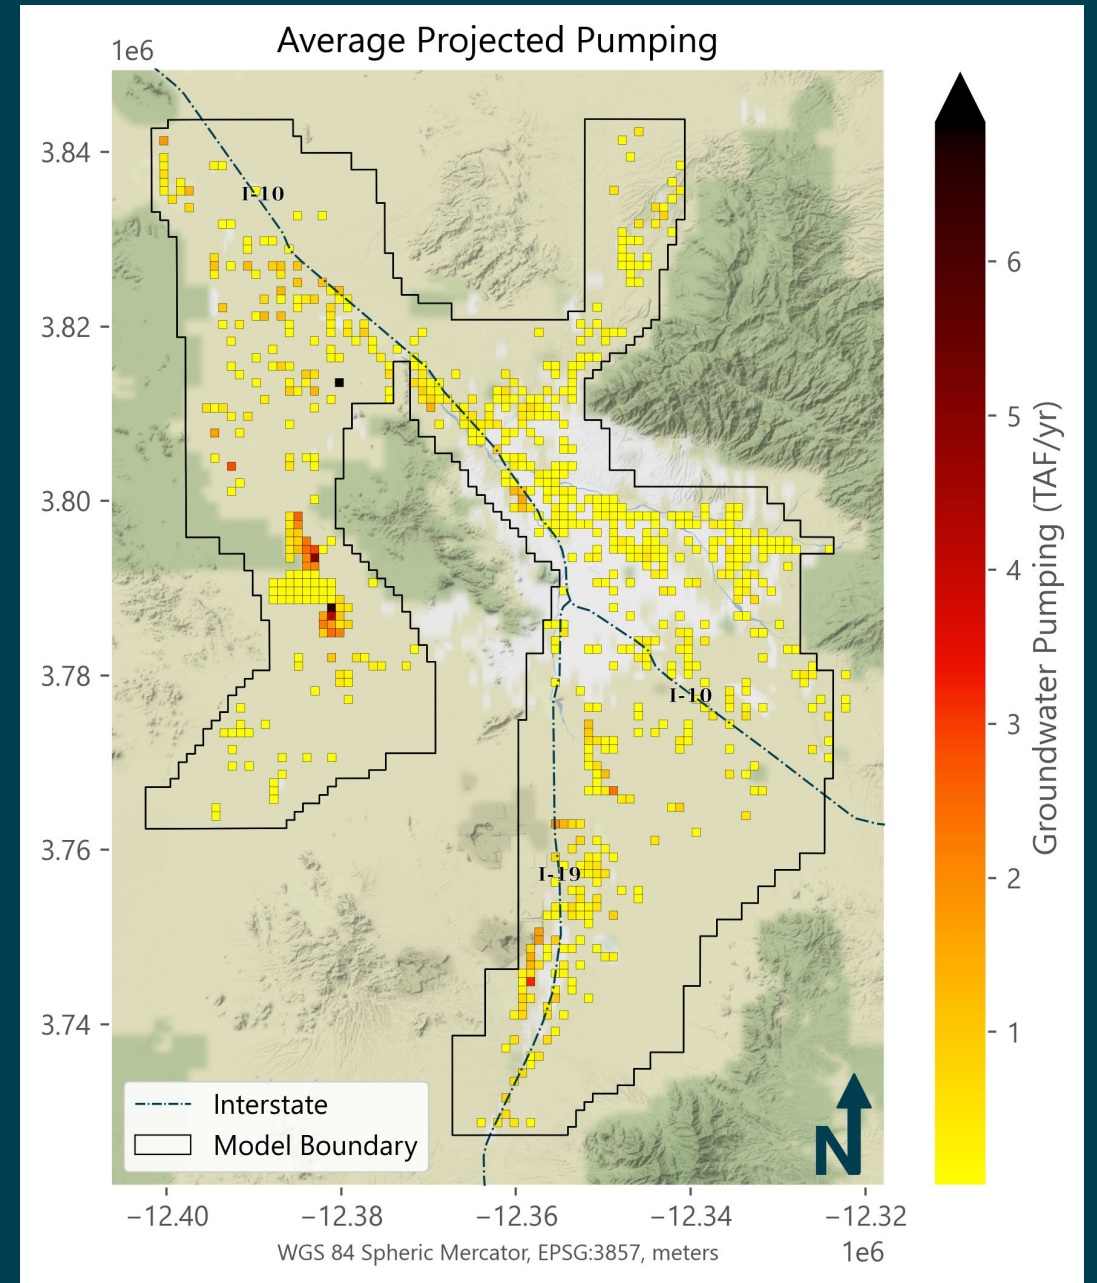 Average Projected Pumping
1e6
3.84
3.82
3.80
3.78
3.76
3.74
I-10
I-10
I-19
Interstate
Model Boundary
N
−12.40
−12.38
−12.36
−12.34
−12.32
WGS 84 Spheric Mercator, EPSG:3857, meters
1e6
6
5
4
3
2
1
Groundwater Pumping (TAF/yr)